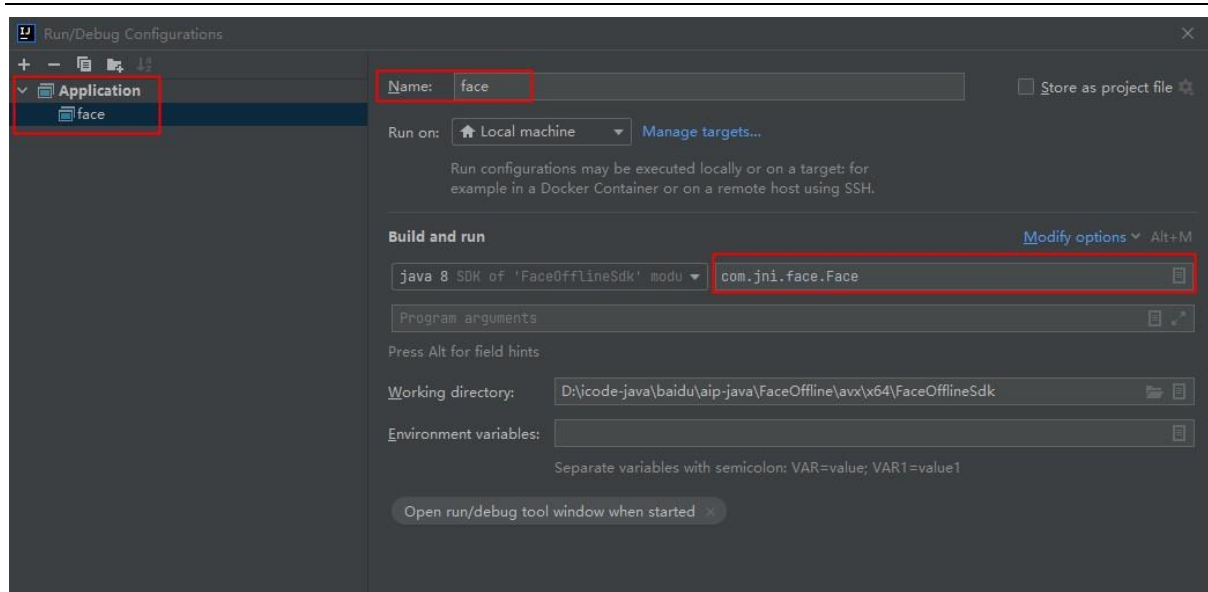 Run/Debug Configurations
Application
face
Name: face
Store as project file
Run on: Local machine Manage targets...
Run configurations may be executed locally or on a target: for
example in a Docker Container or on a remote host using SSH.
Build and run Modify options Alt+M
java 8 SDK of 'FaceOfflineSdk' modu com.jni.face.Face
Program arguments
Press Alt for field hints
Working directory: D:\icode-java\baidu\aip-java\FaceOffline\avx\x64\FaceOfflineSdk
Environment variables:
Separate variables with semicolon: VAR=value; VAR1=value1
Open run/debug tool window when started